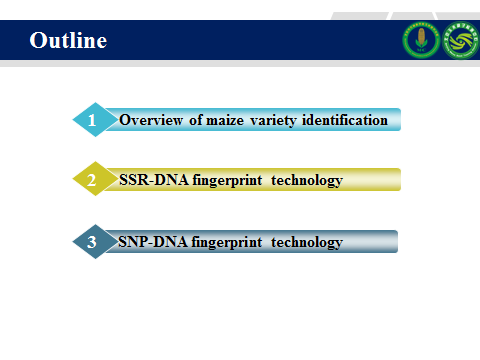 Outline
1 Overview of maize variety identification
2 SSR-DNA fingerprint technology
3 SNP-DNA fingerprint technology